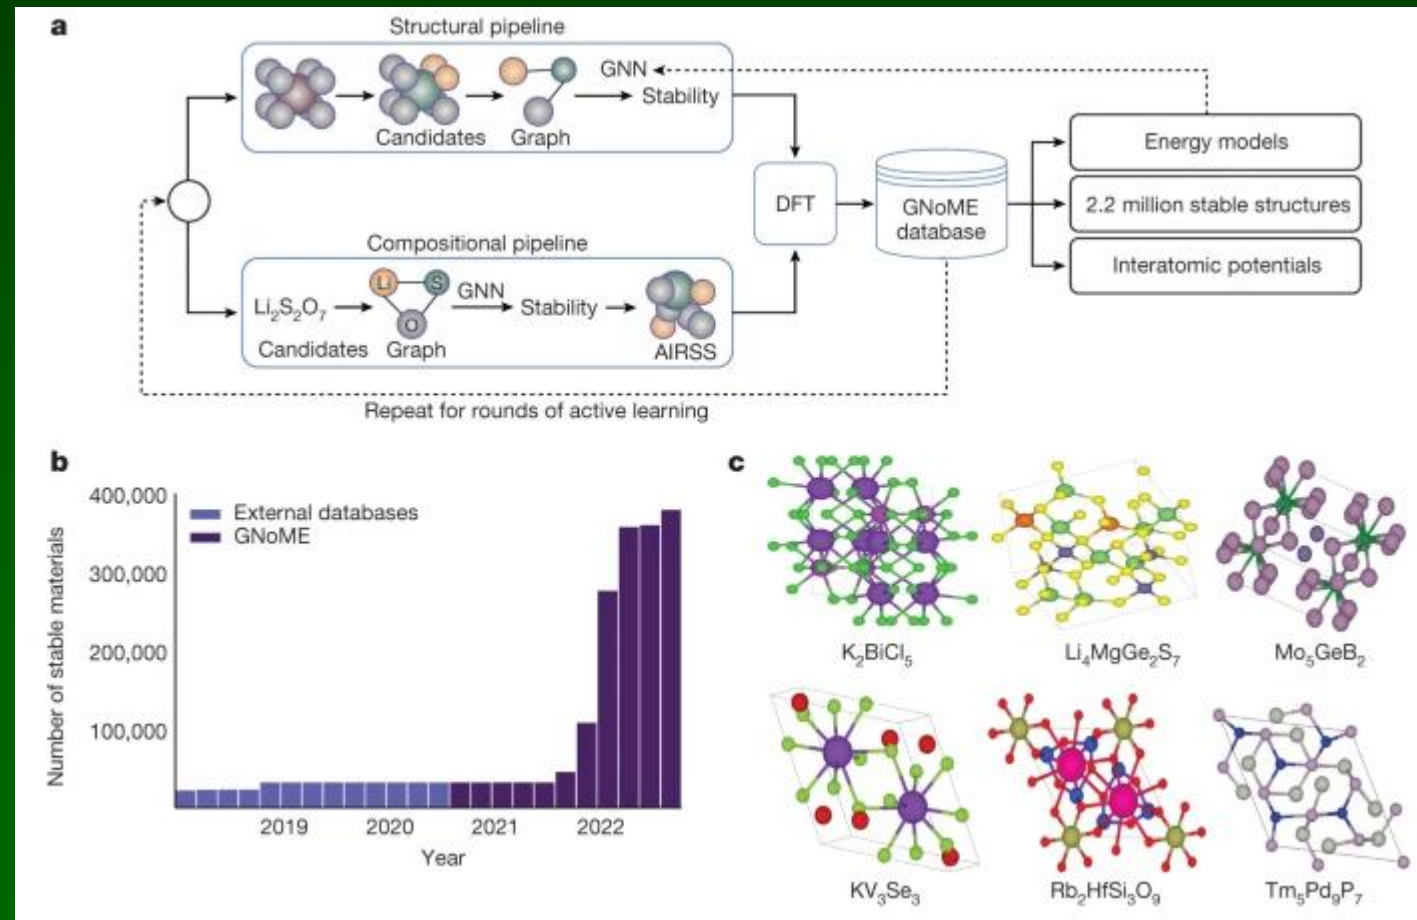 a
Structural pipeline
GNN
Stability
Candidates
Graph
Energy models
DFT
GNoME
database
2.2 million stable structures
Interatomic potentials
Compositional pipeline
Li₂S₂O₇
Li
S
O
GNN
Stability
Candidates
Graph
AIRSS
Repeat for rounds of active learning
b
400,000
300,000
200,000
100,000
Number of stable materials
External databases
GNoME
2019
2020
2021
2022
Year
c
K₂BiCl₅
Li₄MgGe₂S₇
Mo₅GeB₂
KV₃Se₃
Rb₂HfSi₃O₉
Tm₅Pd₉P₇